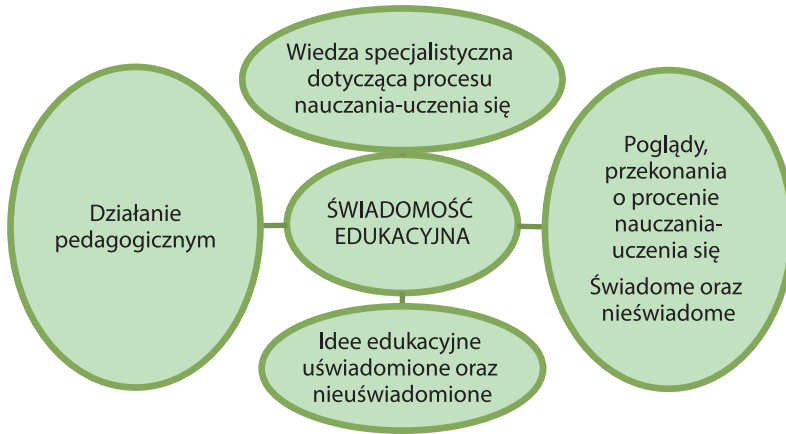 Wiedza specjalistyczna
dotycząca procesu
nauczania-uczenia się
Działanie
pedagogicznym
ŚWIADOMOŚĆ
EDUKACYJNA
Poglądy,
przekonania
o procenie
nauczania-
uczenia się
Świadome oraz
nieświadome
Idee edukacyjne
uświadomione oraz
nieuświadomione